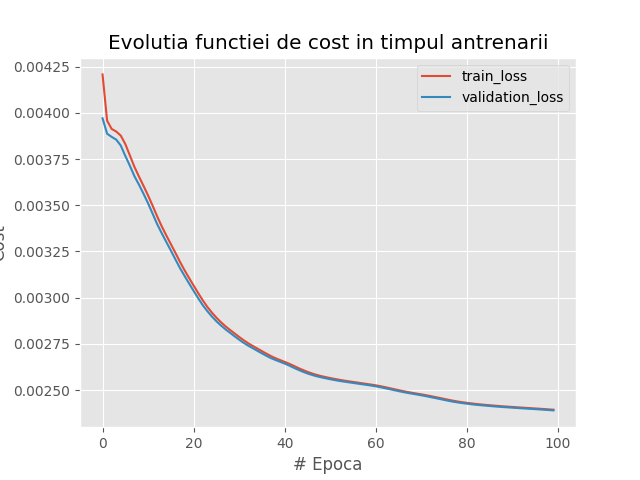 Evolutia functiei de cost in timpul antrenarii
train_loss
validation_loss
0.00425
0.00400
0.00375
0.00350
0.00325
0.00300
0.00275
0.00250
Cost
0 20 40 60 80 100
# Epoca